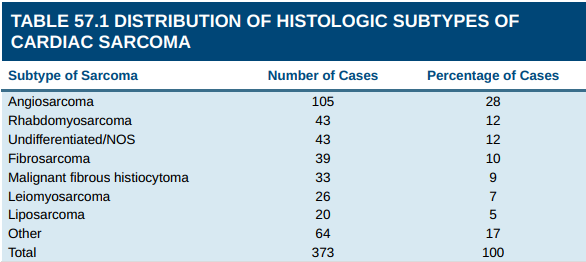 TABLE 57.1 DISTRIBUTION OF HISTOLOGIC SUBTYPES OF
CARDIAC SARCOMA
Subtype of Sarcoma Number of Cases Percentage of Cases
Angiosarcoma 105 28
Rhabdomyosarcoma 43 12
Undifferentiated/NOS 43 12
Fibrosarcoma 39 10
Malignant fibrous histiocytoma 33 9
Leiomyosarcoma 26 7
Liposarcoma 20 5
Other 64 17
Total 373 100